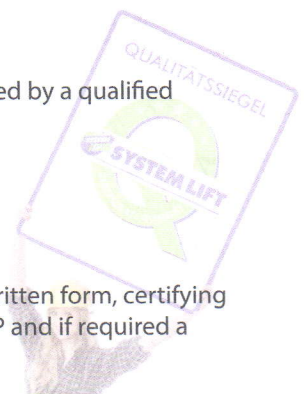 QUALITÄTSSIEGEL
ed by a qualified
SYSTEM LIFT
ritten form, certifying
P and if required a